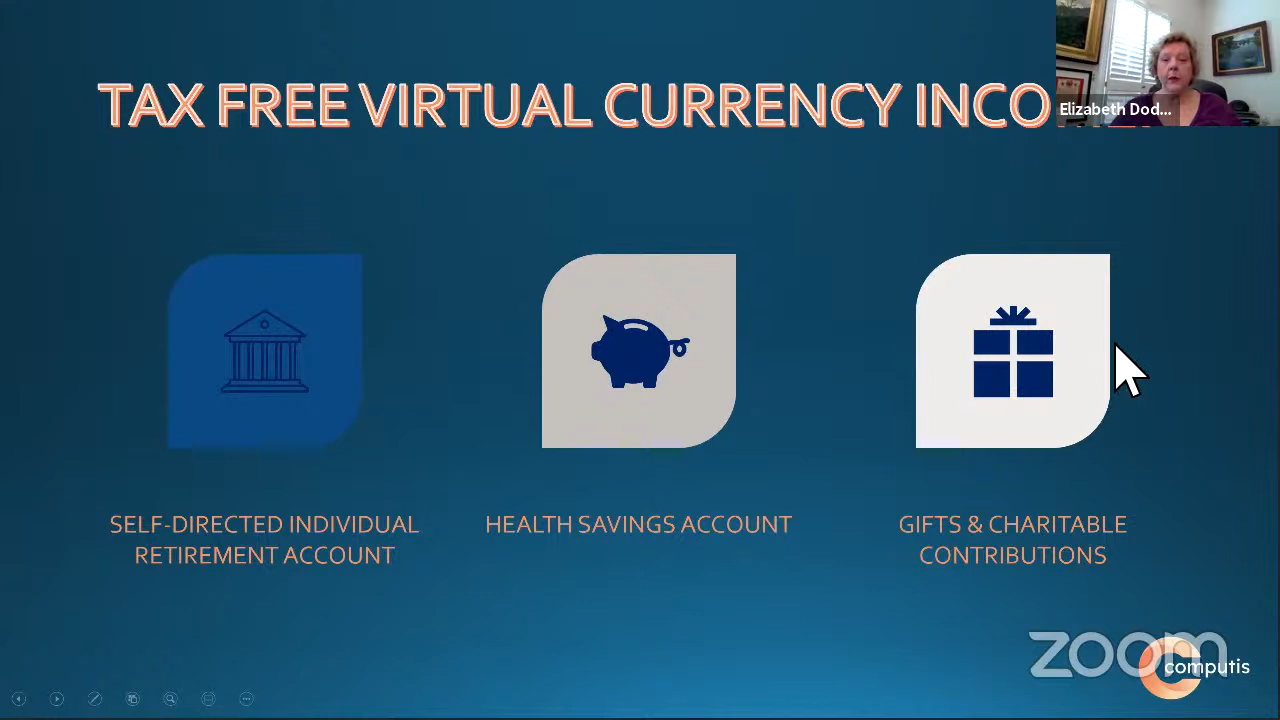 TAX FREE VIRTUAL CURRENCY
Elizabeth Dod...
SELF-DIRECTED INDIVIDUAL
RETIREMENT ACCOUNT
HEALTH SAVINGS ACCOUNT
GIFTS & CHARITABLE
CONTRIBUTIONS
zoom
computis